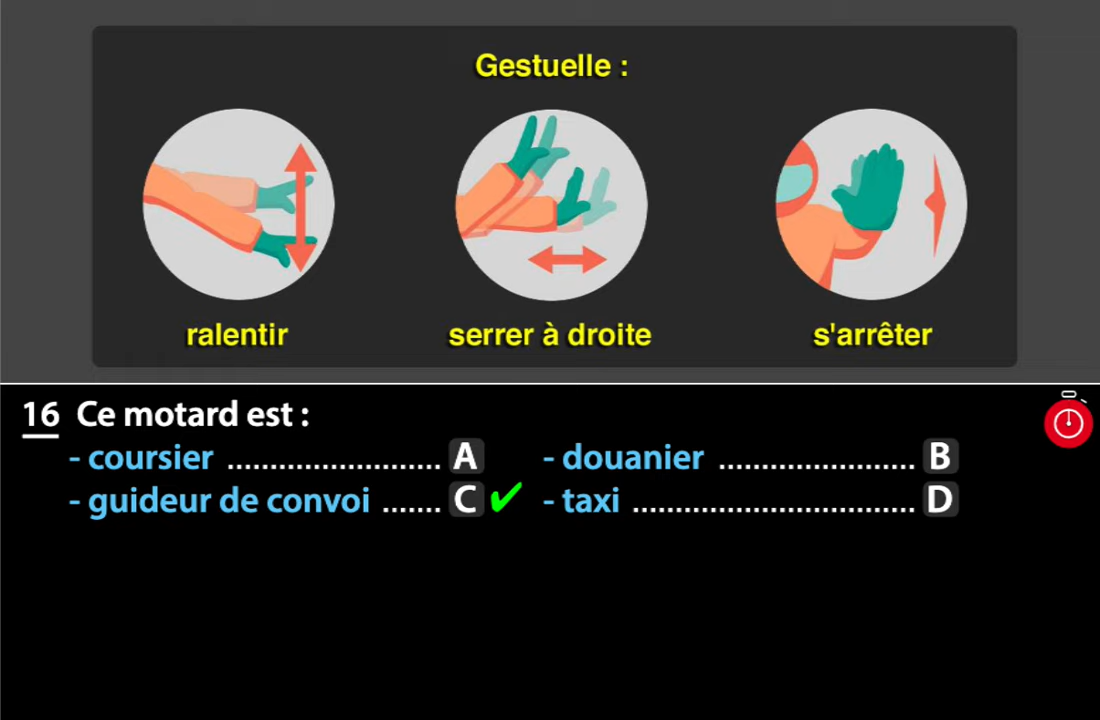 Gestuelle :
ralentir serrer à droite s'arrêter
16 Ce motard est :
- coursier ......................... A - douanier ....................... B
- guideur de convoi ....... C ✔ - taxi ................................. D